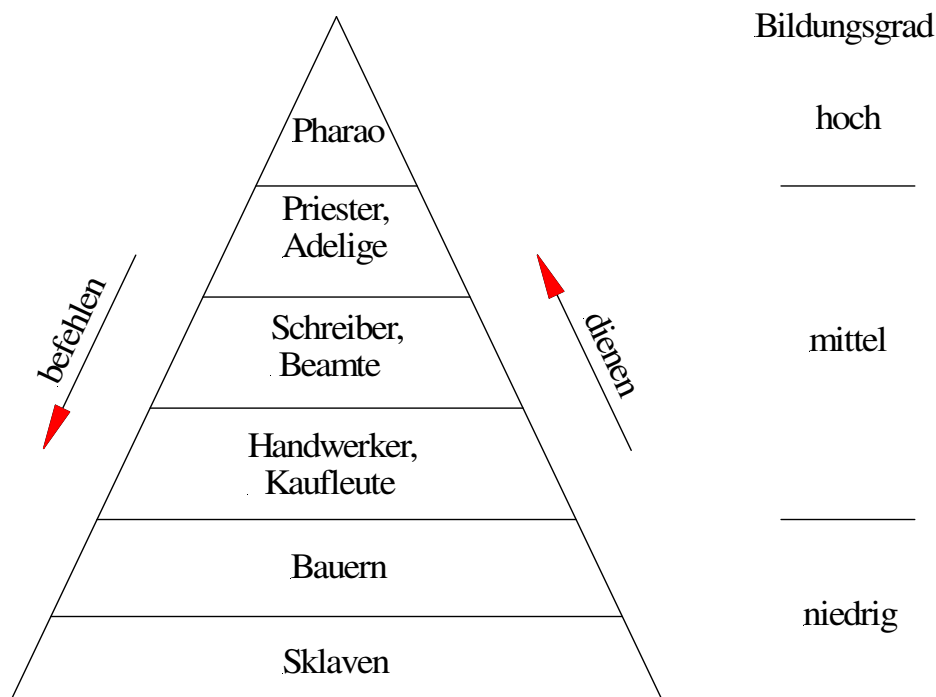 Bildungsgrad
Pharao
hoch
Priester,
Adelige
befehlen
dienen
Schreiber,
Beamte
mittel
Handwerker,
Kaufleute
Bauern
niedrig
Sklaven